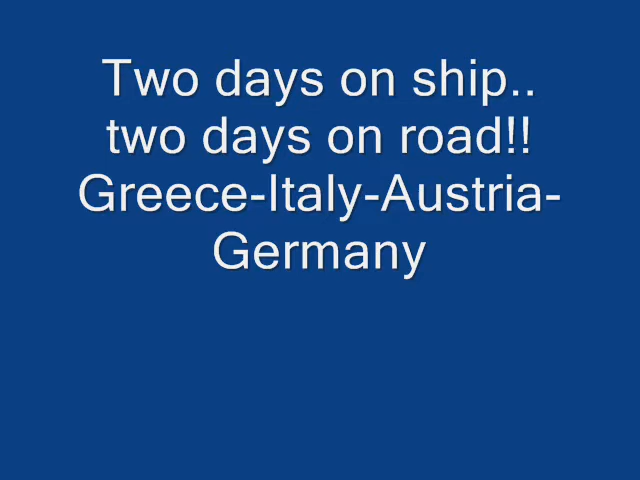 Two days on ship..
two days on road!!
Greece-Italy-Austria-
Germany